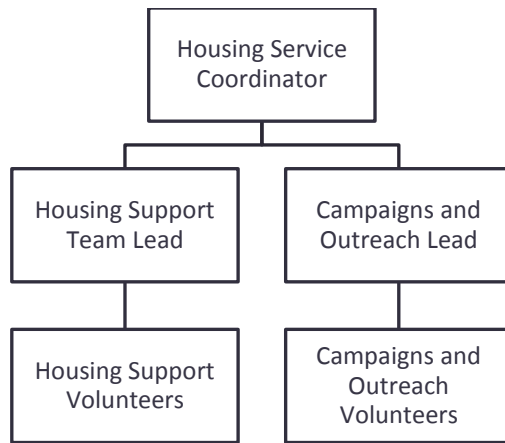 Housing Service
Coordinator
Housing Support
Team Lead
Campaigns and
Outreach Lead
Housing Support
Volunteers
Campaigns and
Outreach
Volunteers